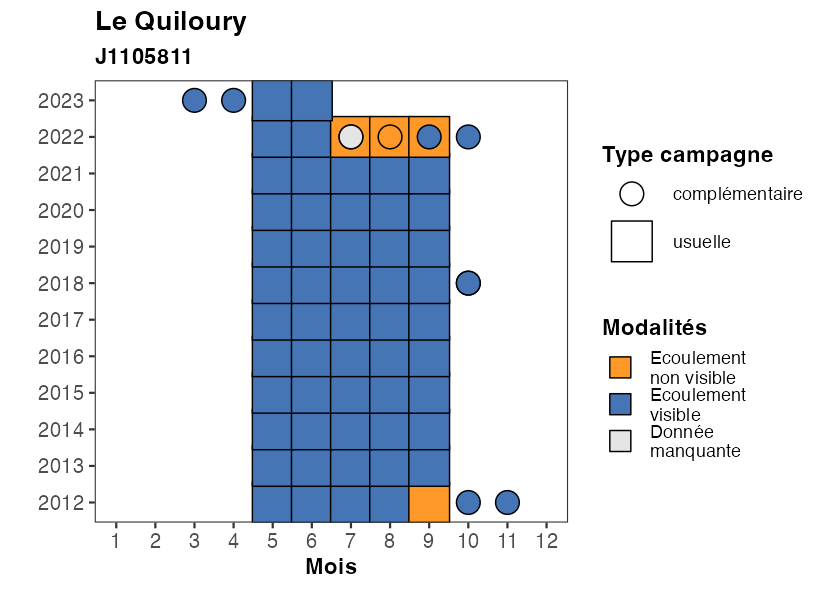 Le Quiloury
J1105811
2023
2022
2021
2020
2019
2018
2017
2016
2015
2014
2013
2012
1 2 3 4 5 6 7 8 9 10 11 12
Mois
Type campagne
complémentaire
usuelle
Modalités
Ecoulement
non visible
Ecoulement
visible
Donnée
manquante